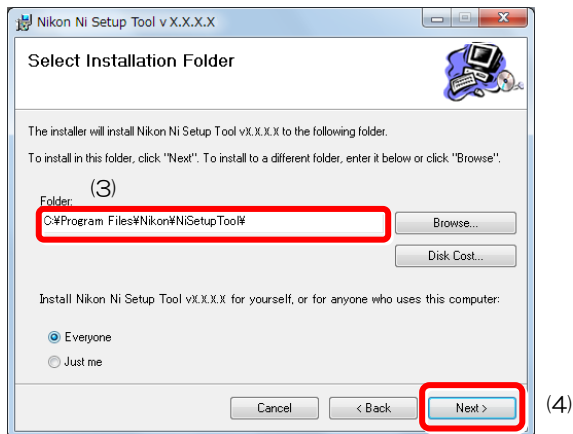 Nikon Ni Setup Tool v X.X.X.X
Select Installation Folder
The installer will install Nikon Ni Setup Tool vX.X.X.X to the following folder.
To install in this folder, click "Next". To install to a different folder, enter it below or click "Browse".
(3)
Folder:
C:¥Program Files¥Nikon¥NiSetupTool¥
Browse...
Disk Cost...
Install Nikon Ni Setup Tool vX.X.X.X for yourself, or for anyone who uses this computer:
Everyone
Just me
Cancel
< Back
Next >
(4)